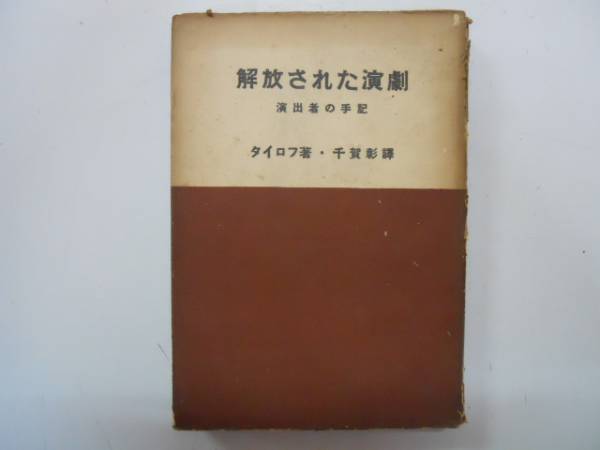 解放された演劇
演出者の手記
タイロフ著・千賀彰譯